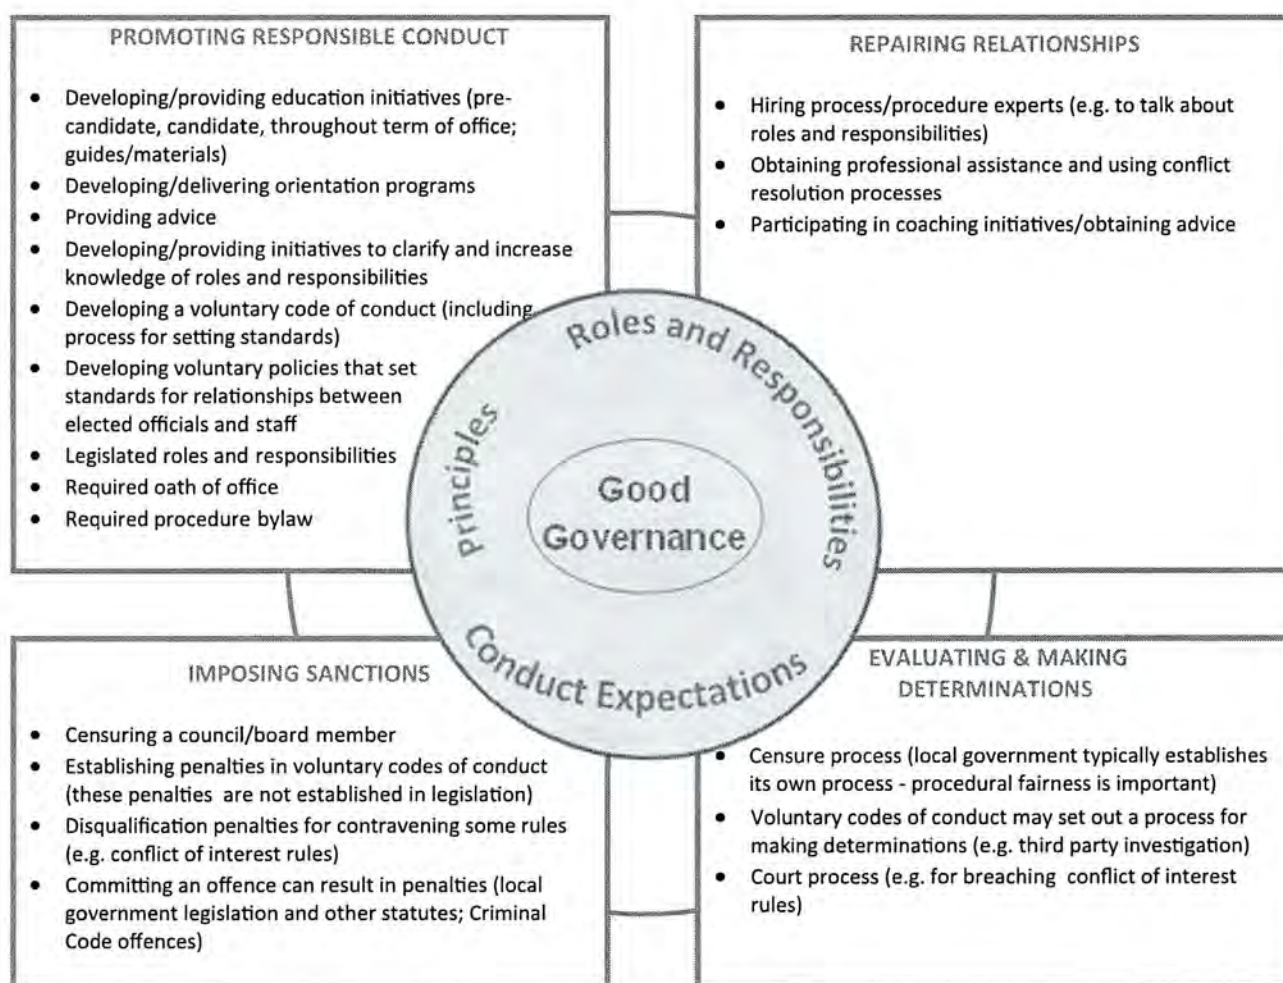 PROMOTING RESPONSIBLE CONDUCT
• Developing/providing education initiatives (pre-
candidate, candidate, throughout term of office;
guides/materials)
• Developing/delivering orientation programs
• Providing advice
• Developing/providing initiatives to clarify and increase
knowledge of roles and responsibilities
• Developing a voluntary code of conduct (including
process for setting standards)
• Developing voluntary policies that set
standards for relationships between
elected officials and staff
• Legislated roles and responsibilities
• Required oath of office
• Required procedure bylaw
REPAIRING RELATIONSHIPS
• Hiring process/procedure experts (e.g. to talk about
roles and responsibilities)
• Obtaining professional assistance and using conflict
resolution processes
• Participating in coaching initiatives/obtaining advice
Principles
Roles and Responsibilities
Good
Governance
Conduct Expectations
IMPOSING SANCTIONS
• Censuring a council/board member
• Establishing penalties in voluntary codes of conduct
(these penalties are not established in legislation)
• Disqualification penalties for contravening some rules
(e.g. conflict of interest rules)
• Committing an offence can result in penalties (local
government legislation and other statutes; Criminal
Code offences)
EVALUATING & MAKING
DETERMINATIONS
• Censure process (local government typically establishes
its own process - procedural fairness is important)
• Voluntary codes of conduct may set out a process for
making determinations (e.g. third party investigation)
• Court process (e.g. for breaching conflict of interest
rules)